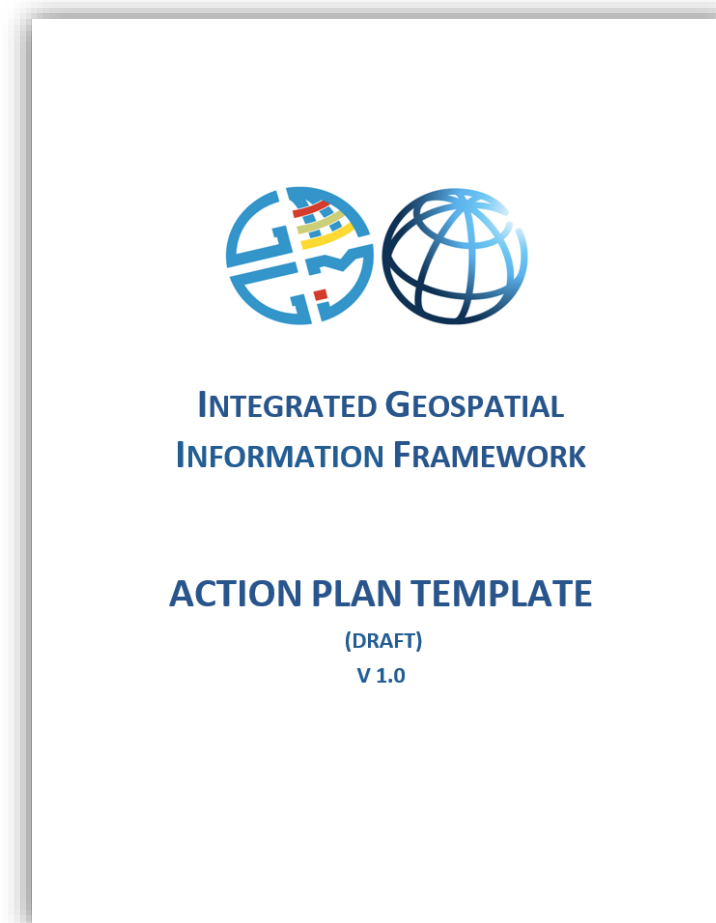 INTEGRATED GEOSPATIAL
INFORMATION FRAMEWORK
ACTION PLAN TEMPLATE
(DRAFT)
V 1.0